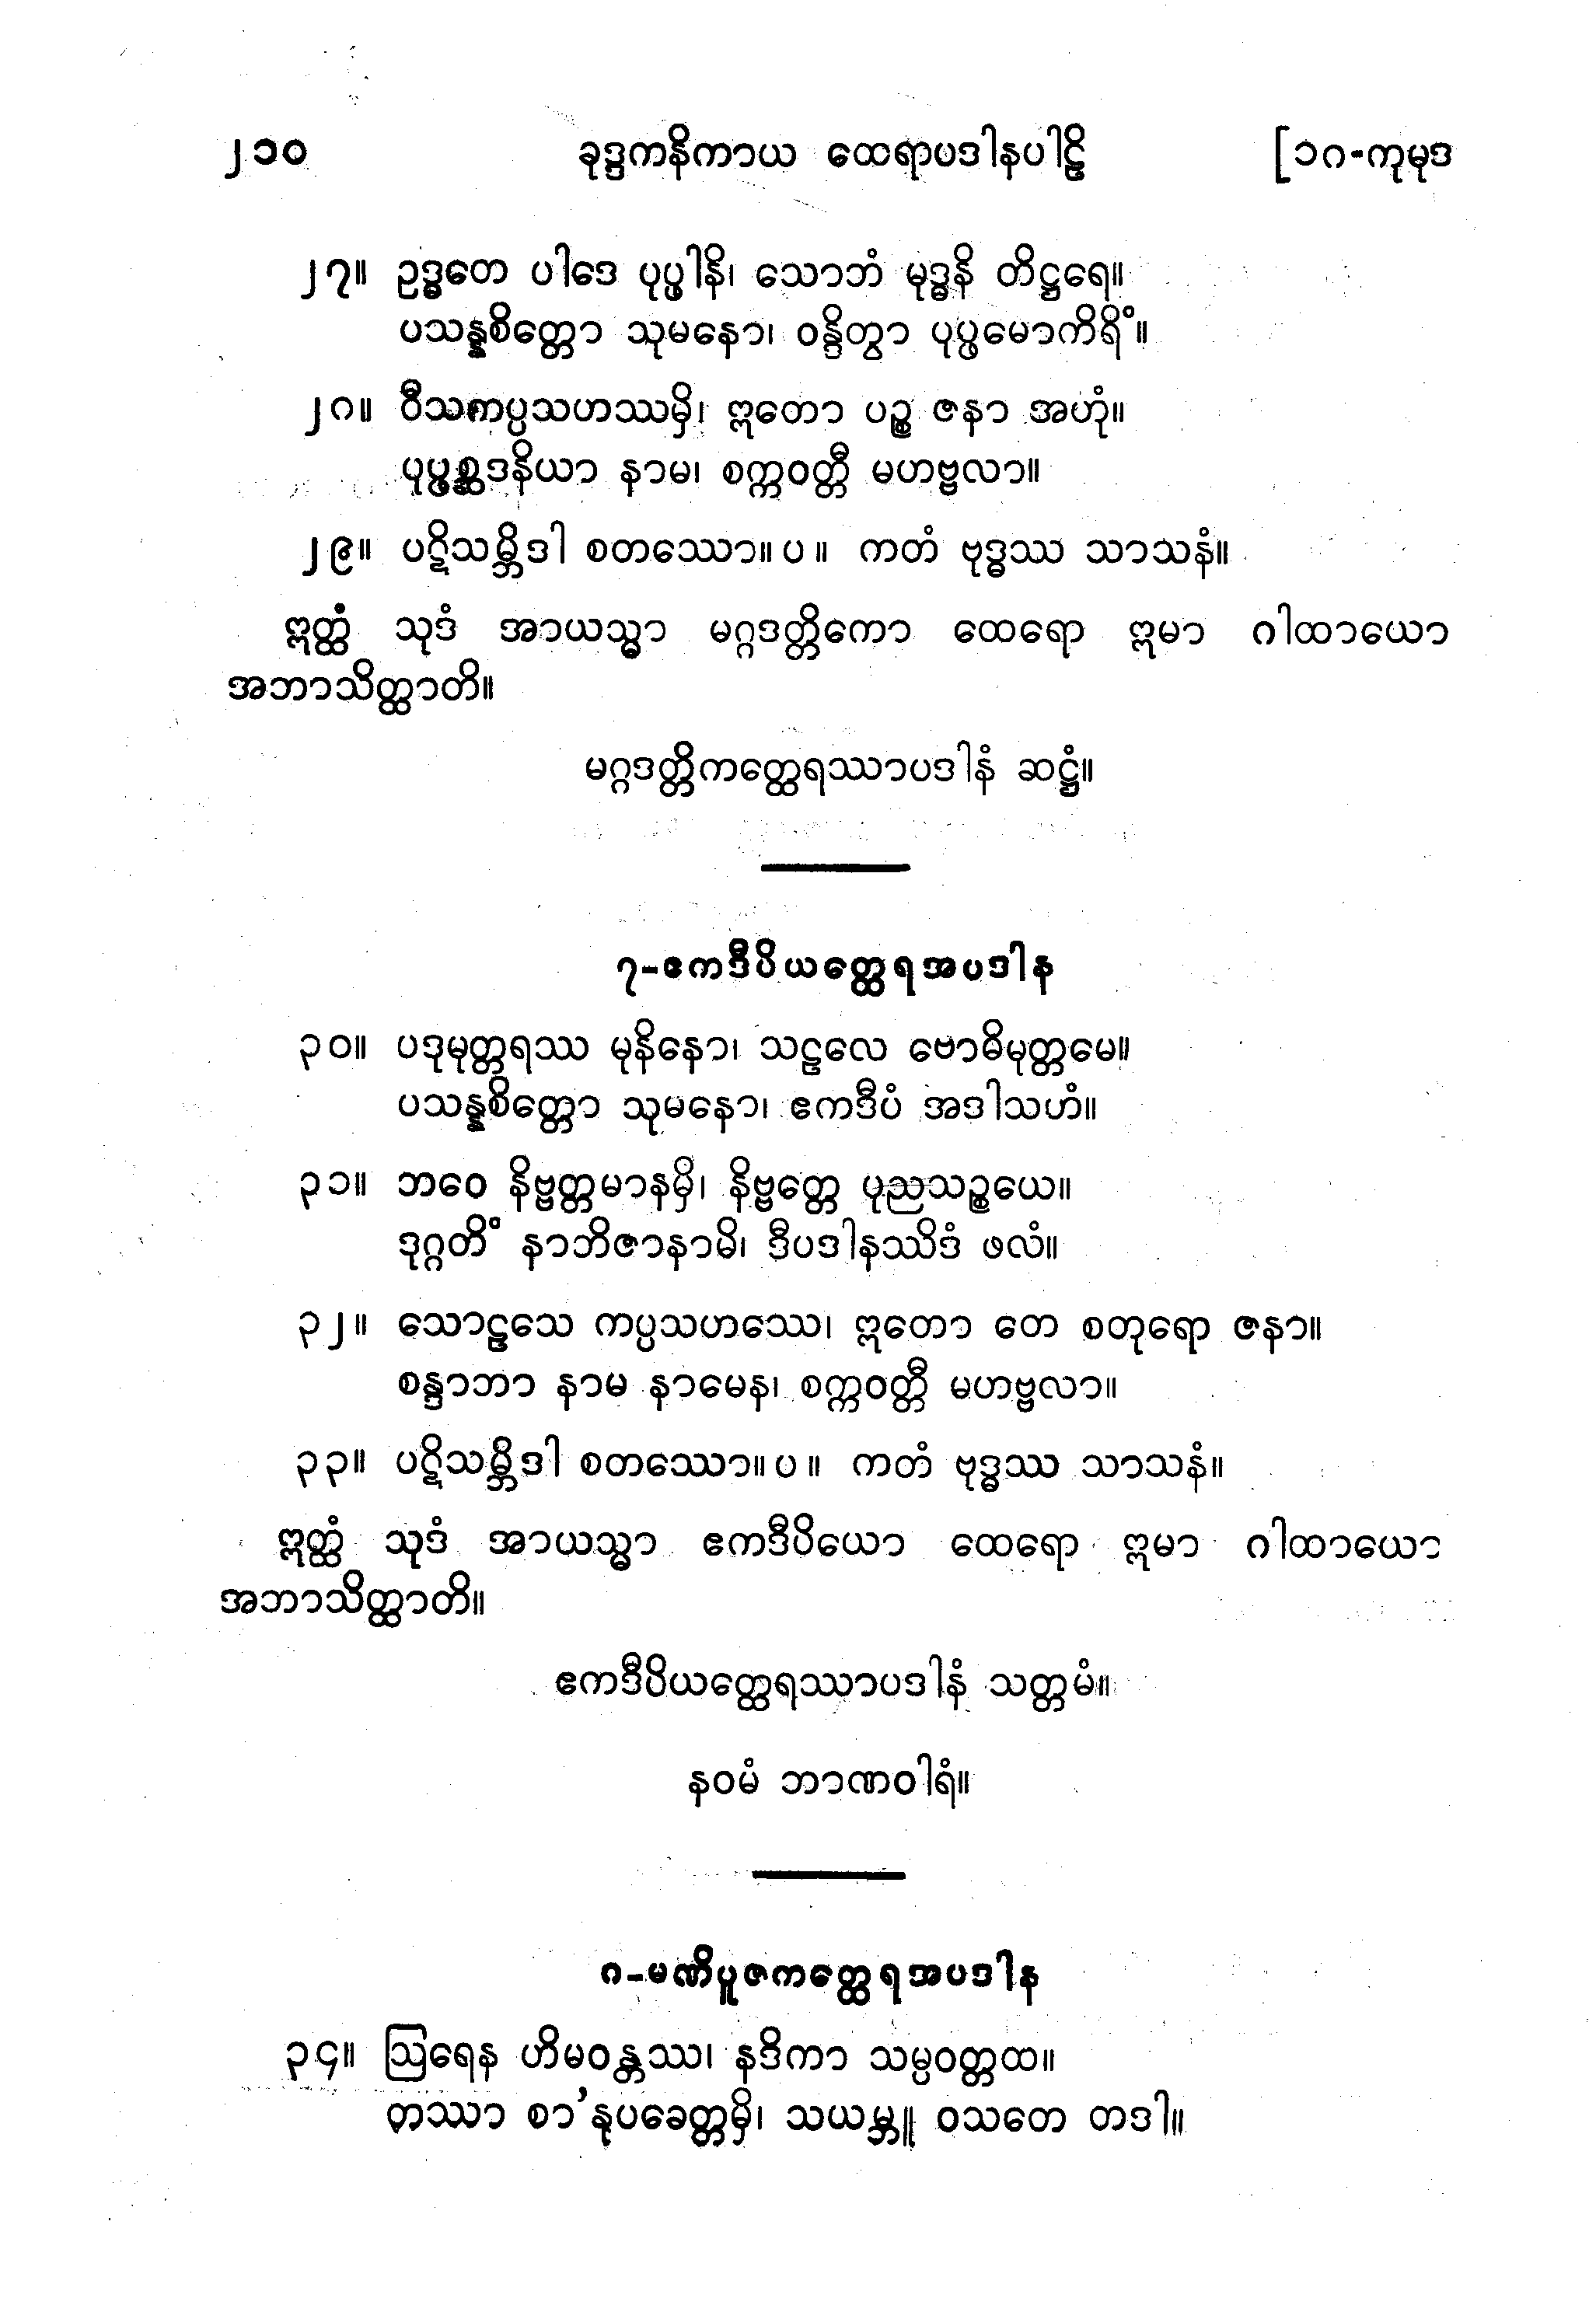 ၂၁၀ ခုဒ္ဒကနိကာယ ထေရာပဒါနပါဠိ [၁၈-ကုမုဒ
၂၇။ ဥဒ္ဓတေ ပါဒေ ပုပ္ဖါနိ၊ သောဘံ မုဒ္ဓနိ တိဋ္ဌရေ။
ပသန္နစိတ္တော သုမနော၊ ဝန္ဒိတွာ ပုပ္ဖမောကိရိံ။
၂၈။ ဝီသကပ္ပသဟဿမှိ၊ ဣတော ပဉ္စ ဇနာ အဟုံ။
ပုပ္ဖစ္ဆဒနိယာ နာမ၊ စက္ကဝတ္တီ မဟဗ္ဗလာ။
၂၉။ ပဋိသမ္ဘိဒါ စတဿော။ ပ ။ ကတံ ဗုဒ္ဓဿ သာသနံ။
ဣတ္ထံ သုဒံ အာယသ္မာ မဂ္ဂဒတ္တိကော ထေရော ဣမာ ဂါထာယော
အဘာသိတ္ထာတိ။
မဂ္ဂဒတ္တိကတ္ထေရဿာပဒါနံ ဆဋ္ဌံ။
၇-ဧကဒီပိယတ္ထေရအပဒါန
၃၀။ ပဒုမုတ္တရဿ မုနိနော၊ သဠလေ ဗောဓိမုတ္တမေ။
ပသန္နစိတ္တော သုမနော၊ ဧကဒီပံ အဒါသဟံ။
၃၁။ ဘဝေ နိဗ္ဗတ္တမာနမှိ၊ နိဗ္ဗတ္တေ ပုညသဉ္စယေ။
ဒုဂ္ဂတိံ နာဘိဇာနာမိ၊ ဒီပဒါနဿိဒံ ဖလံ။
၃၂။ သောဠသေ ကပ္ပသဟဿေ၊ ဣတော တေ စတုရော ဇနာ။
စန္ဒာဘာ နာမ နာမေန၊ စက္ကဝတ္တီ မဟဗ္ဗလာ။
၃၃။ ပဋိသမ္ဘိဒါ စတဿော။ ပ ။ ကတံ ဗုဒ္ဓဿ သာသနံ။
ဣတ္ထံ သုဒံ အာယသ္မာ ဧကဒီပိယော ထေရော ဣမာ ဂါထာယော
အဘာသိတ္ထာတိ။
ဧကဒီပိယတ္ထေရဿာပဒါနံ သတ္တမံ။
နဝမံ ဘာဏဝါရံ။
၈-မဏိပူဇကတ္ထေရအပဒါန
၃၄။ ဩရေန ဟိမဝန္တဿ၊ နဒိကာ သမ္ပဝတ္တထ။
တဿာ စာ’နုပခေတ္တမှိ၊ သယမ္ဘူ ဝသတေ တဒါ။